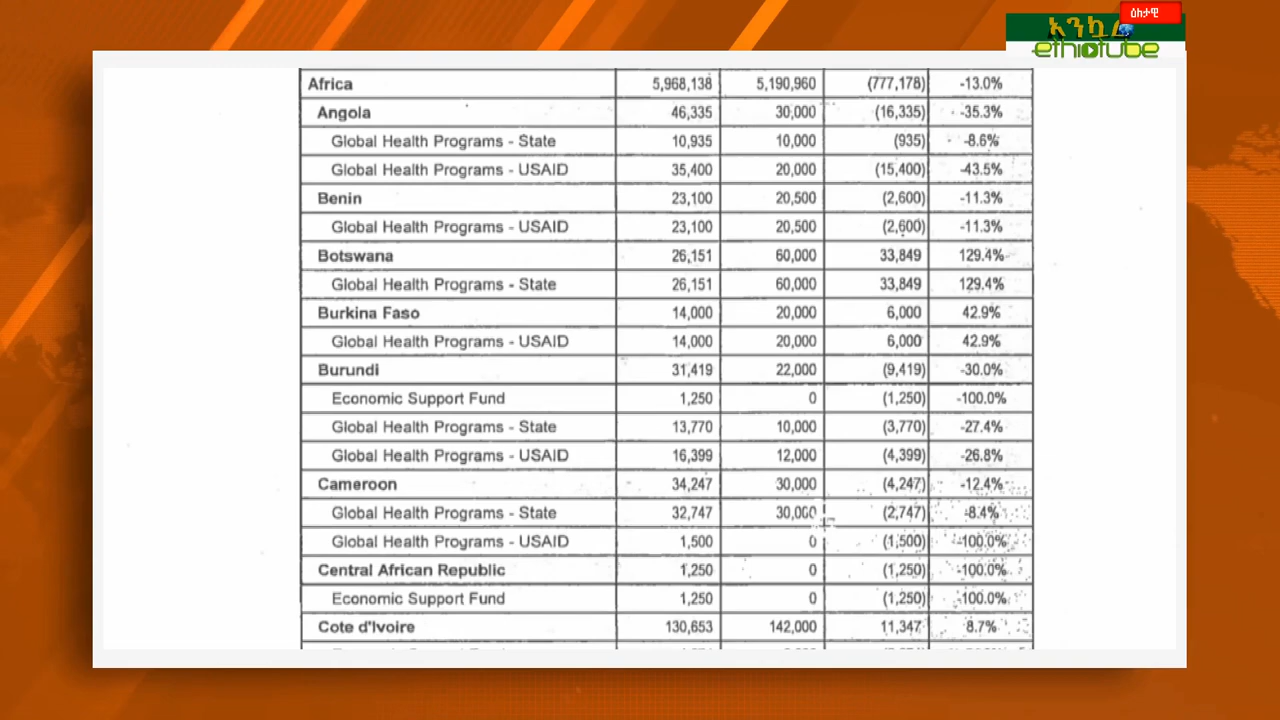 ዕለታዊ
አንኳር
ethiotube
Africa 5,968,138 5,190,960 (777,178) -13.0%
Angola 46,335 30,000 (16,335) -35.3%
Global Health Programs - State 10,935 10,000 (935) -8.6%
Global Health Programs - USAID 35,400 20,000 (15,400) -43.5%
Benin 23,100 20,500 (2,600) -11.3%
Global Health Programs - USAID 23,100 20,500 (2,600) -11.3%
Botswana 26,151 60,000 33,849 129.4%
Global Health Programs - State 26,151 60,000 33,849 129.4%
Burkina Faso 14,000 20,000 6,000 42.9%
Global Health Programs - USAID 14,000 20,000 6,000 42.9%
Burundi 31,419 22,000 (9,419) -30.0%
Economic Support Fund 1,250 0 (1,250) -100.0%
Global Health Programs - State 13,770 10,000 (3,770) -27.4%
Global Health Programs - USAID 16,399 12,000 (4,399) -26.8%
Cameroon 34,247 30,000 (4,247) -12.4%
Global Health Programs - State 32,747 30,000 (2,747) -8.4%
Global Health Programs - USAID 1,500 0 (1,500) -100.0%
Central African Republic 1,250 0 (1,250) -100.0%
Economic Support Fund 1,250 0 (1,250) -100.0%
Cote d'Ivoire 130,653 142,000 11,347 8.7%